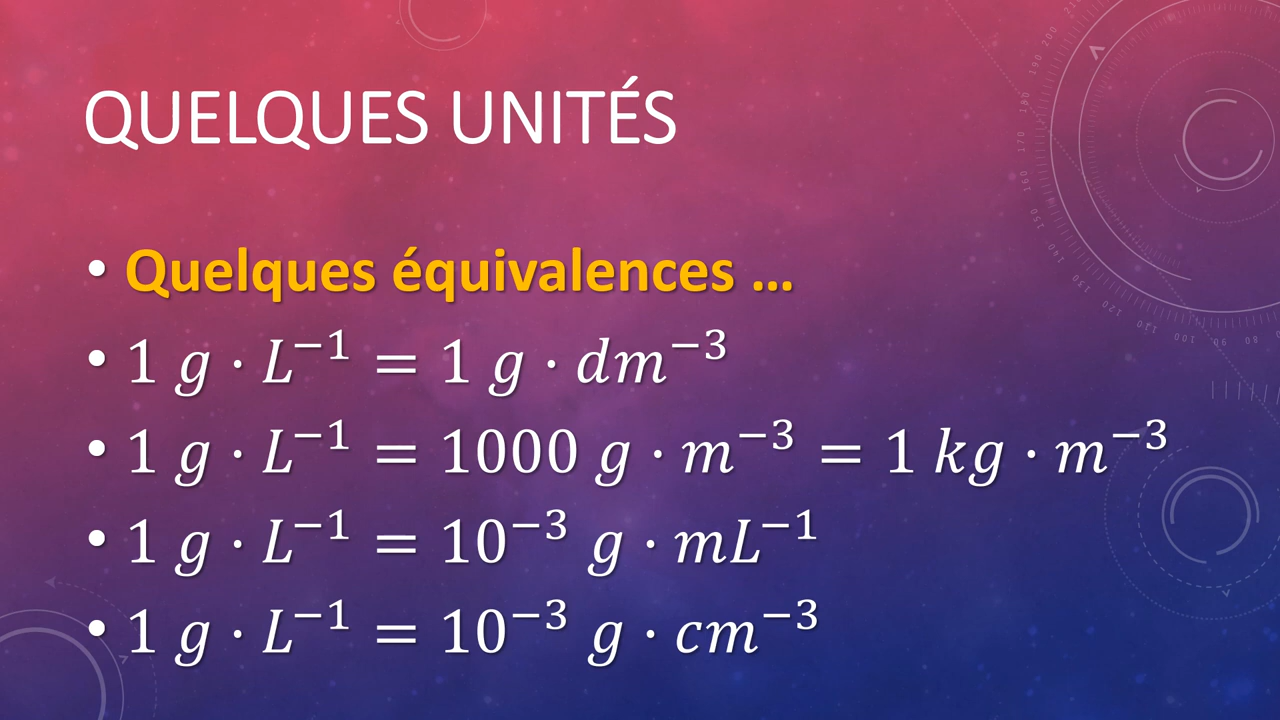 QUELQUES UNITÉS
• Quelques équivalences ...
• 1 g · L⁻¹ = 1 g · dm⁻³
• 1 g · L⁻¹ = 1000 g · m⁻³ = 1 kg · m⁻³
• 1 g · L⁻¹ = 10⁻³ g · mL⁻¹
• 1 g · L⁻¹ = 10⁻³ g · cm⁻³